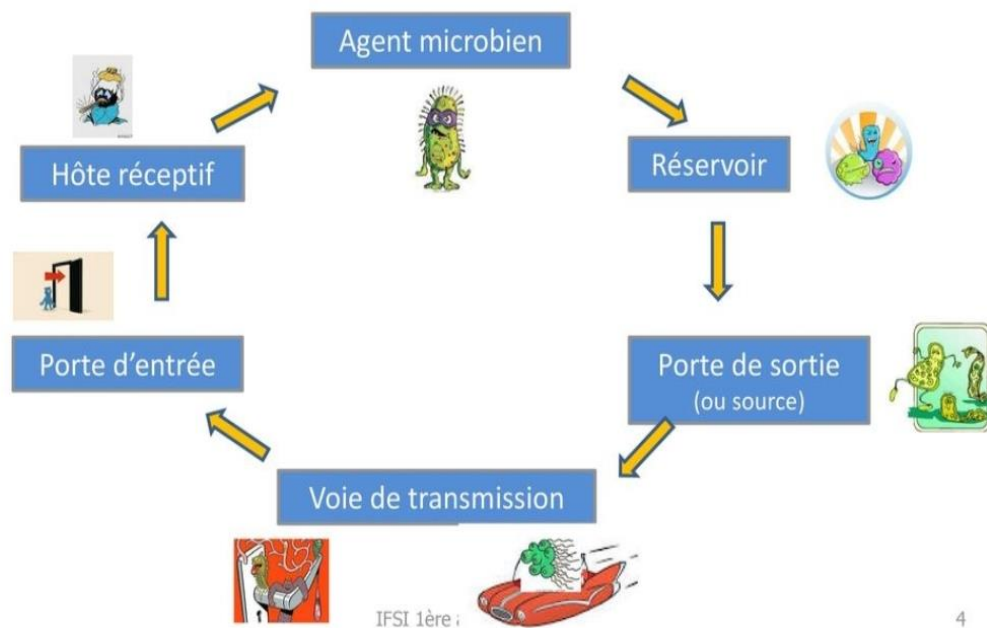 Agent microbien
Réservoir
Porte de sortie
(ou source)
Voie de transmission
Porte d'entrée
Hôte réceptif
IFSI 1ère
4